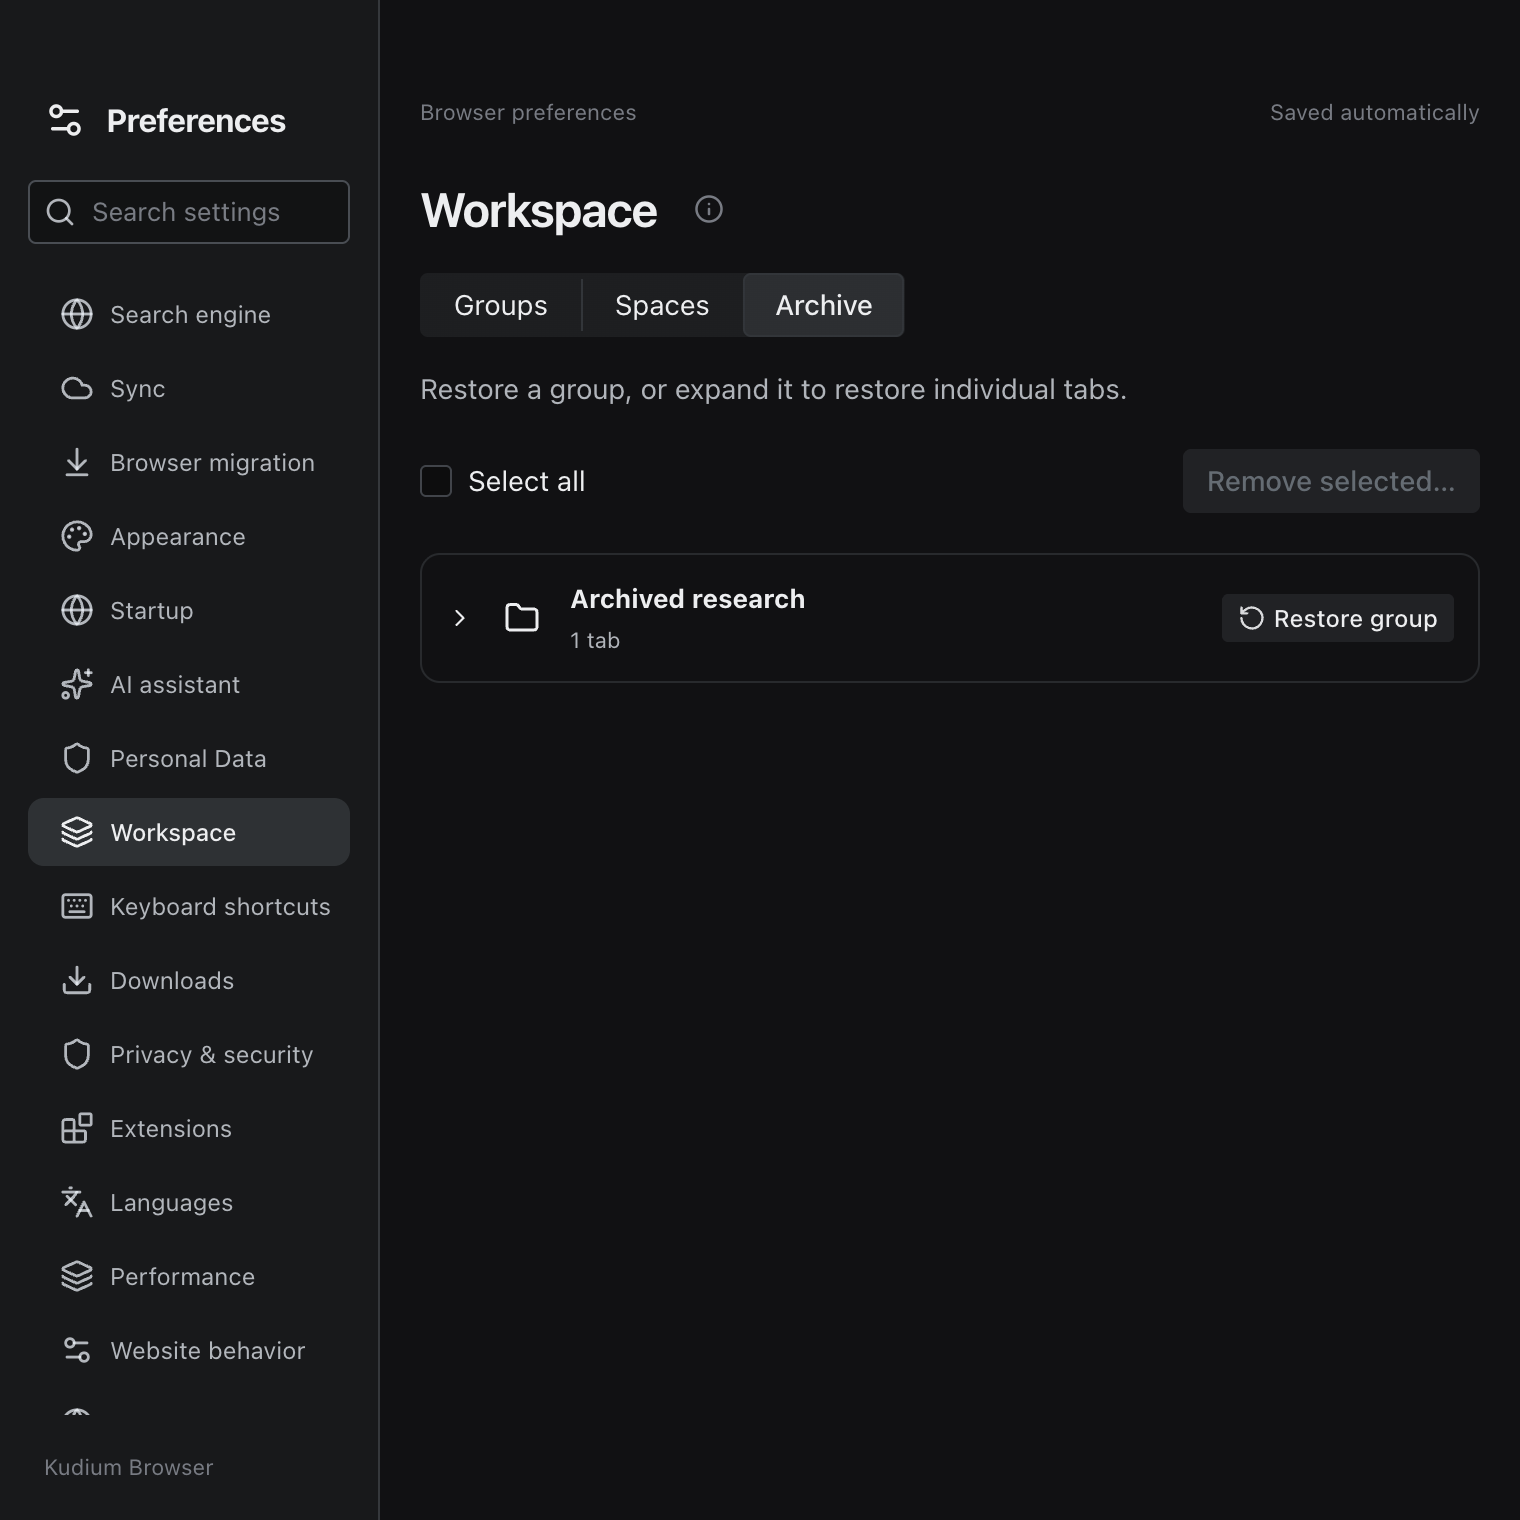 Preferences
Search settings
Search engine
Sync
Browser migration
Appearance
Startup
AI assistant
Personal Data
Workspace
Keyboard shortcuts
Downloads
Privacy & security
Extensions
Languages
Performance
Website behavior
Kudium Browser
Browser preferences
Saved automatically
Workspace
Groups
Spaces
Archive
Restore a group, or expand it to restore individual tabs.
Select all
Remove selected...
Archived research
1 tab
Restore group